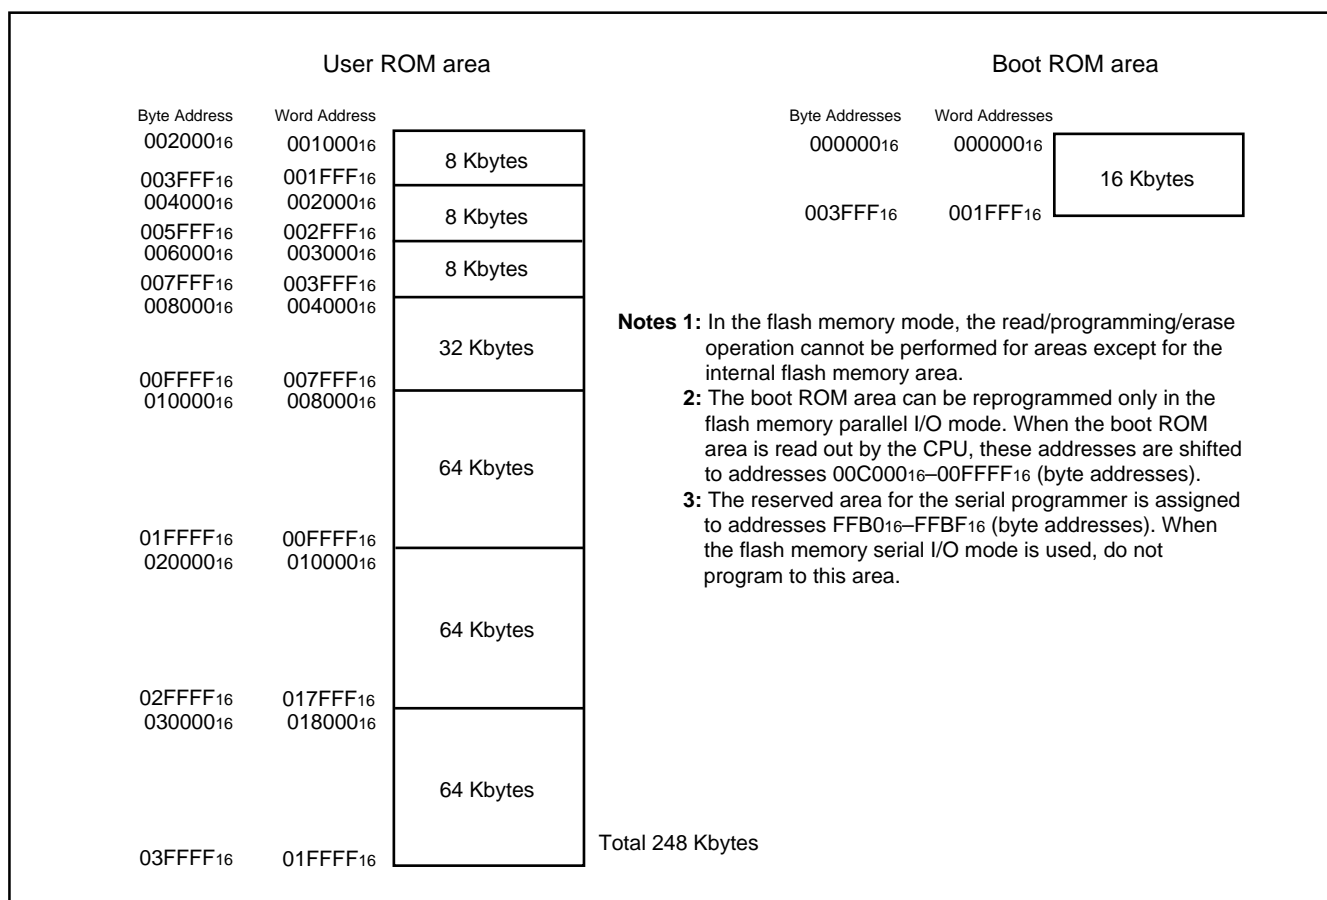 User ROM area
Byte Address Word Address
002000₁₆ 001000₁₆
8 Kbytes
003FFF₁₆ 001FFF₁₆
004000₁₆ 002000₁₆
8 Kbytes
005FFF₁₆ 002FFF₁₆
006000₁₆ 003000₁₆
8 Kbytes
007FFF₁₆ 003FFF₁₆
008000₁₆ 004000₁₆
32 Kbytes
00FFFF₁₆ 007FFF₁₆
010000₁₆ 008000₁₆
64 Kbytes
01FFFF₁₆ 00FFFF₁₆
020000₁₆ 010000₁₆
64 Kbytes
02FFFF₁₆ 017FFF₁₆
030000₁₆ 018000₁₆
64 Kbytes
03FFFF₁₆ 01FFFF₁₆
Total 248 Kbytes
Boot ROM area
Byte Addresses Word Addresses
000000₁₆ 000000₁₆
16 Kbytes
003FFF₁₆ 001FFF₁₆
Notes 1: In the flash memory mode, the read/programming/erase
operation cannot be performed for areas except for the
internal flash memory area.
2: The boot ROM area can be reprogrammed only in the
flash memory parallel I/O mode. When the boot ROM
area is read out by the CPU, these addresses are shifted
to addresses 00C000₁₆–00FFFF₁₆ (byte addresses).
3: The reserved area for the serial programmer is assigned
to addresses FFB0₁₆–FFBF₁₆ (byte addresses). When
the flash memory serial I/O mode is used, do not
program to this area.